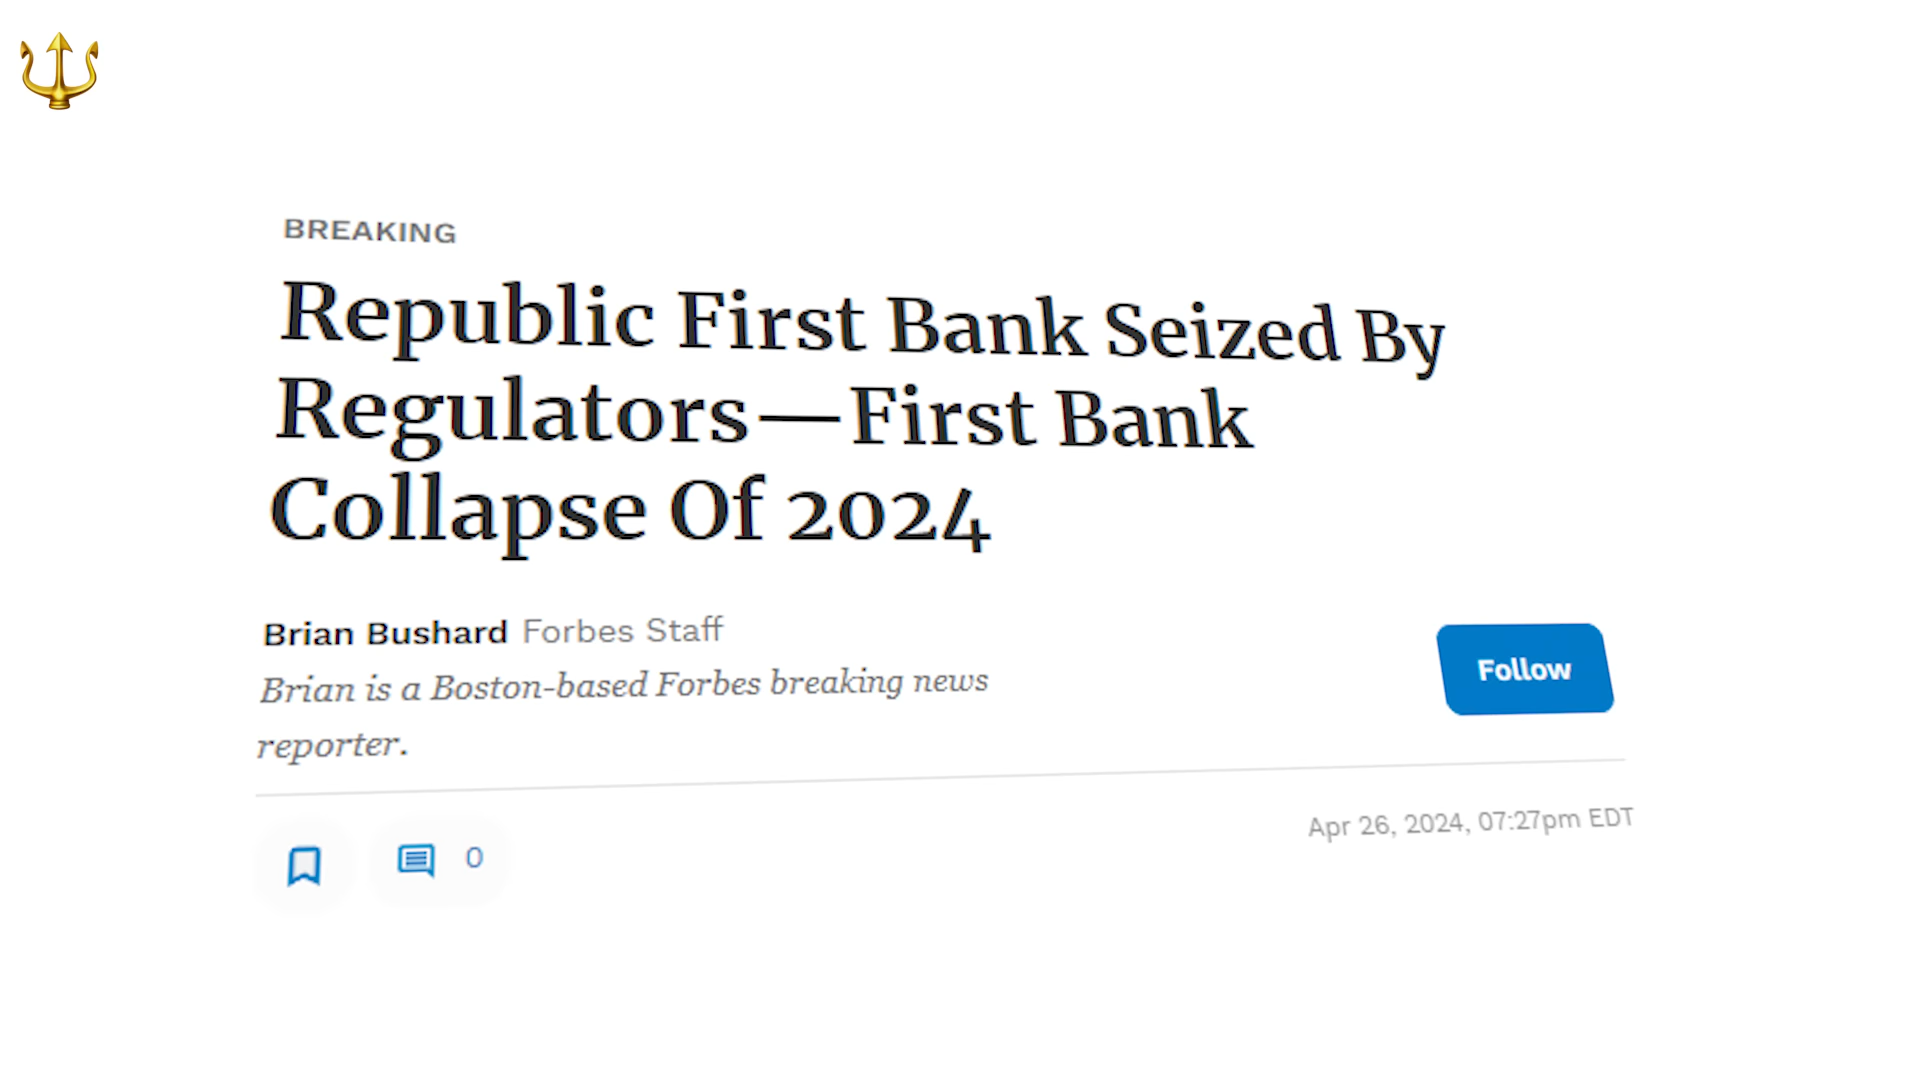 BREAKING
Republic First Bank Seized By
Regulators—First Bank
Collapse Of 2024
Brian Bushard Forbes Staff
Brian is a Boston-based Forbes breaking news
reporter.
Follow
Apr 26, 2024, 07:27pm EDT
0